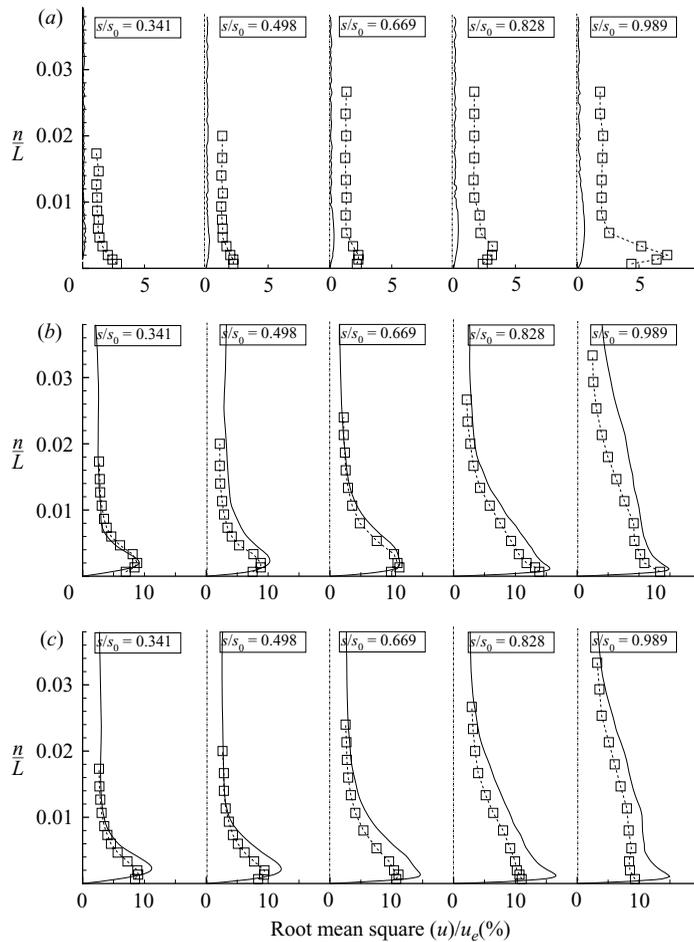 (a) s/s0 = 0.341 s/s0 = 0.498 s/s0 = 0.669 s/s0 = 0.828 s/s0 = 0.989
0.03
0.02
n/L
0.01
0
5 0 5 0 5 0 5 0 5
(b) s/s0 = 0.341 s/s0 = 0.498 s/s0 = 0.669 s/s0 = 0.828 s/s0 = 0.989
0.03
0.02
n/L
0.01
0
10 0 10 0 10 0 10 0 10
(c) s/s0 = 0.341 s/s0 = 0.498 s/s0 = 0.669 s/s0 = 0.828 s/s0 = 0.989
0.03
0.02
n/L
0.01
0
10 0 10 0 10 0 10 0 10
Root mean square (u)/ue(%)